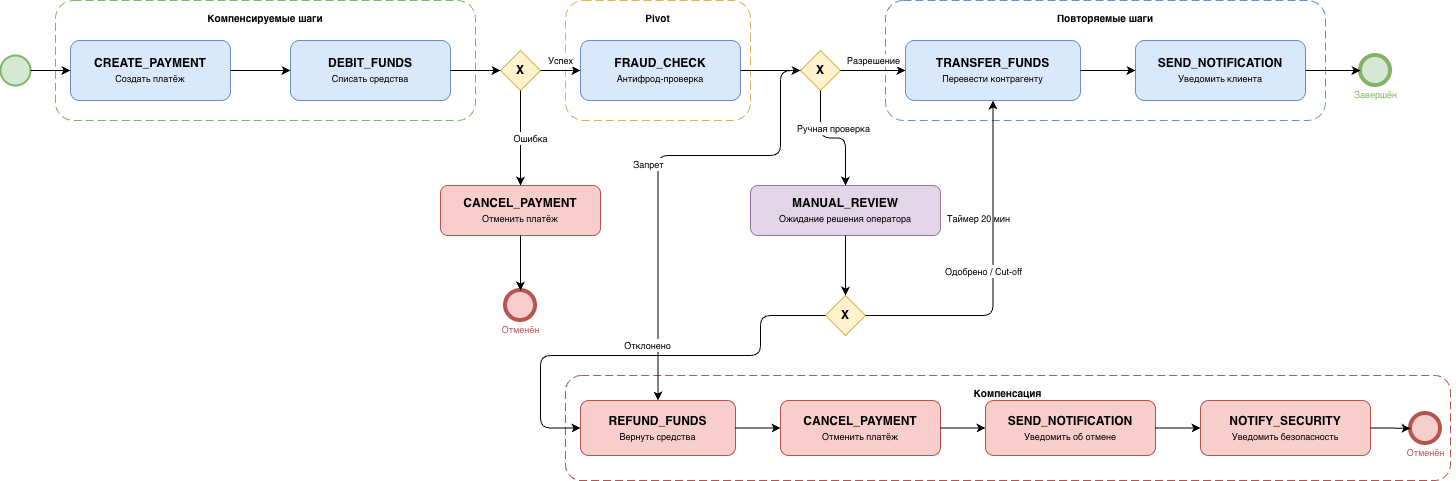 Компенсируемые шаги
CREATE_PAYMENT
Создать платёж
DEBIT_FUNDS
Списать средства
X
Успех
Pivot
FRAUD_CHECK
Антифрод-проверка
X
Разрешение
Повторяемые шаги
TRANSFER_FUNDS
Перевести контрагенту
SEND_NOTIFICATION
Уведомить клиента
Завершён
Ошибка
Ручная проверка
Запрет
CANCEL_PAYMENT
Отменить платёж
MANUAL_REVIEW
Ожидание решения оператора
Таймер 20 мин
Одобрено / Cut-off
Отменён
X
Отклонено
Компенсация
REFUND_FUNDS
Вернуть средства
CANCEL_PAYMENT
Отменить платёж
SEND_NOTIFICATION
Уведомить об отмене
NOTIFY_SECURITY
Уведомить безопасность
Отменён